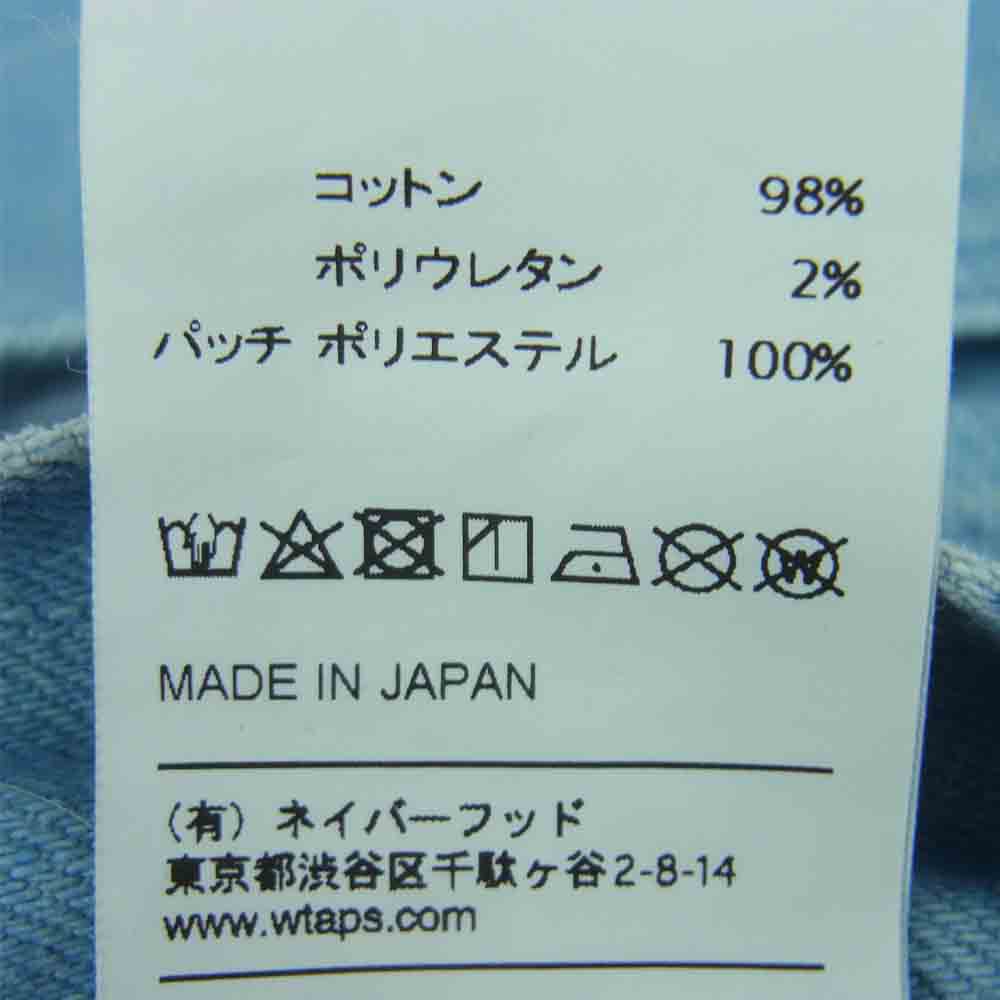 コットン 98%
ポリウレタン 2%
パッチ ポリエステル 100%
W
MADE IN JAPAN
(有) ネイバーフッド
東京都渋谷区千駄ヶ谷2-8-14
www.wtaps.com